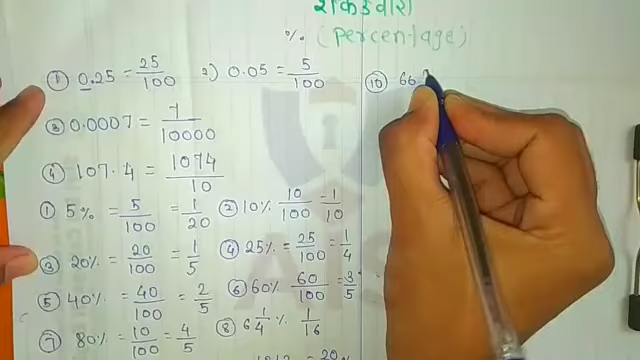 शेकडेवारी
% (percentage)
① 0.25 = 25/100 2) 0.05 = 5/100 ⑩ 66
③ 0.0007 = 7/10000
④ 107.4 = 1074/10
① 5% = 5/100 = 1/20 ② 10% 10/100 = 1/10
③ 20% = 20/100 = 1/5 ④ 25% = 25/100 = 1/4
⑤ 40% = 40/100 = 2/5 ⑥ 60% 60/100 = 3/5
⑦ 80% = 10/100 = 4/5 ⑧ 6 1/4 % 1/16